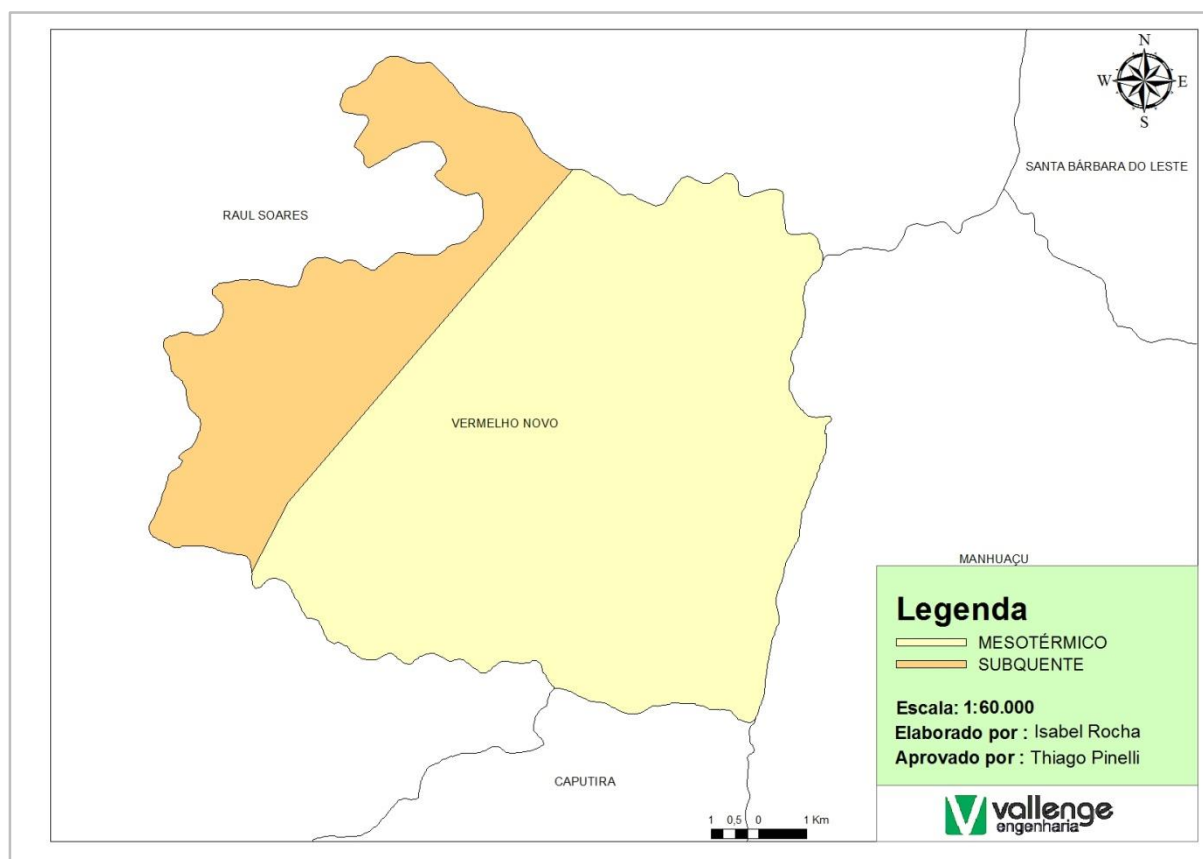 N
W E
S
SANTA BÁRBARA DO LESTE
RAUL SOARES
VERMELHO NOVO
MANHUAÇU
Legenda
MESOTÉRMICO
SUBQUENTE
Escala: 1:60.000
Elaborado por : Isabel Rocha
Aprovado por : Thiago Pinelli
CAPUTIRA
1 0,5 0 1 Km
vallenge
engenharia